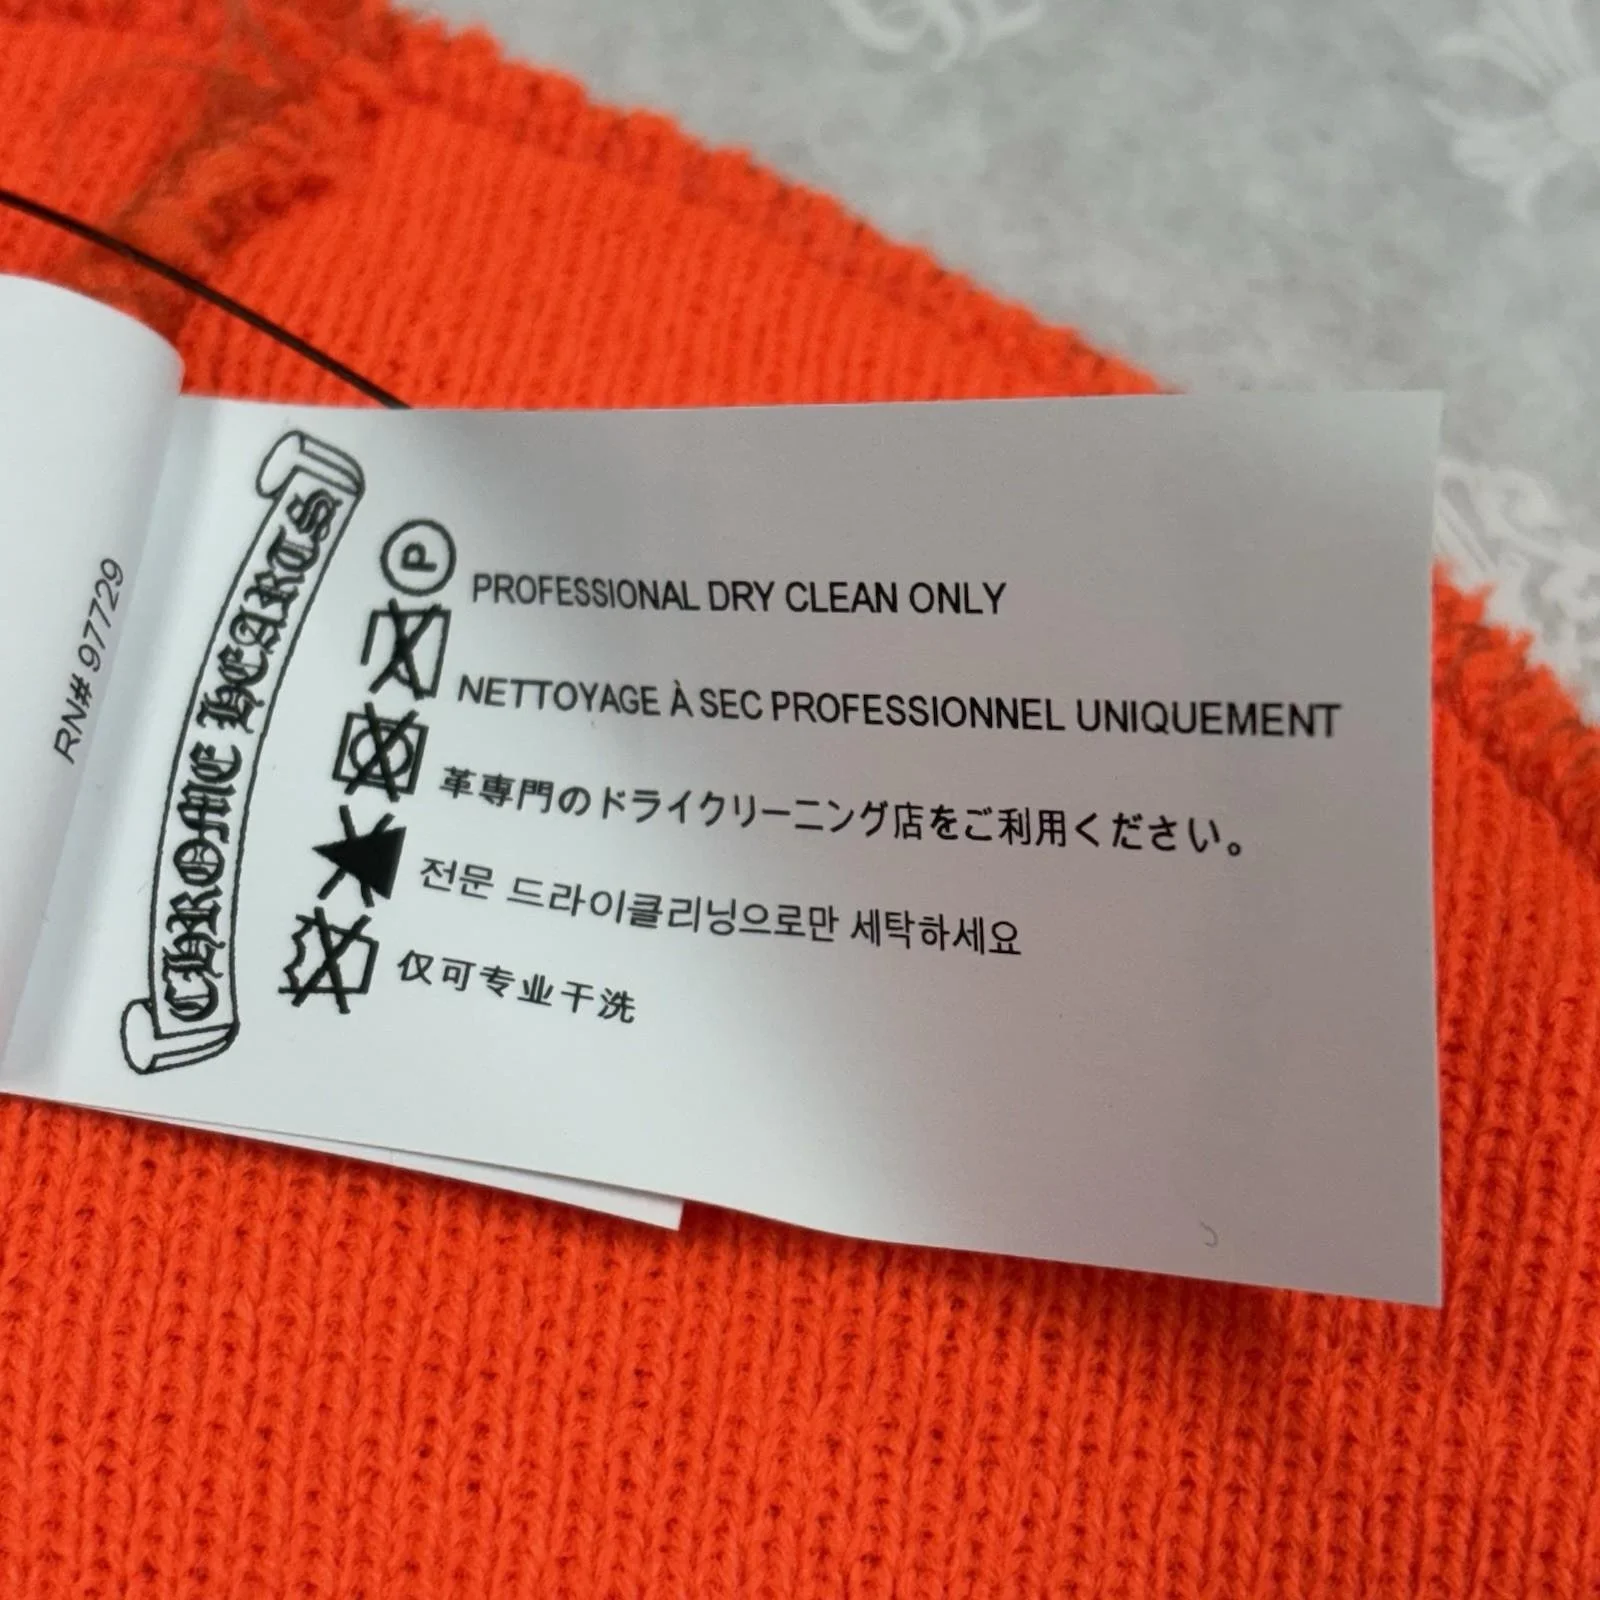 RN# 97729
CHROME HEARTS
P
PROFESSIONAL DRY CLEAN ONLY
NETTOYAGE À SEC PROFESSIONNEL UNIQUEMENT
革専門のドライクリーニング店をご利用ください。
전문 드라이클리닝으로만 세탁하세요
仅可专业干洗